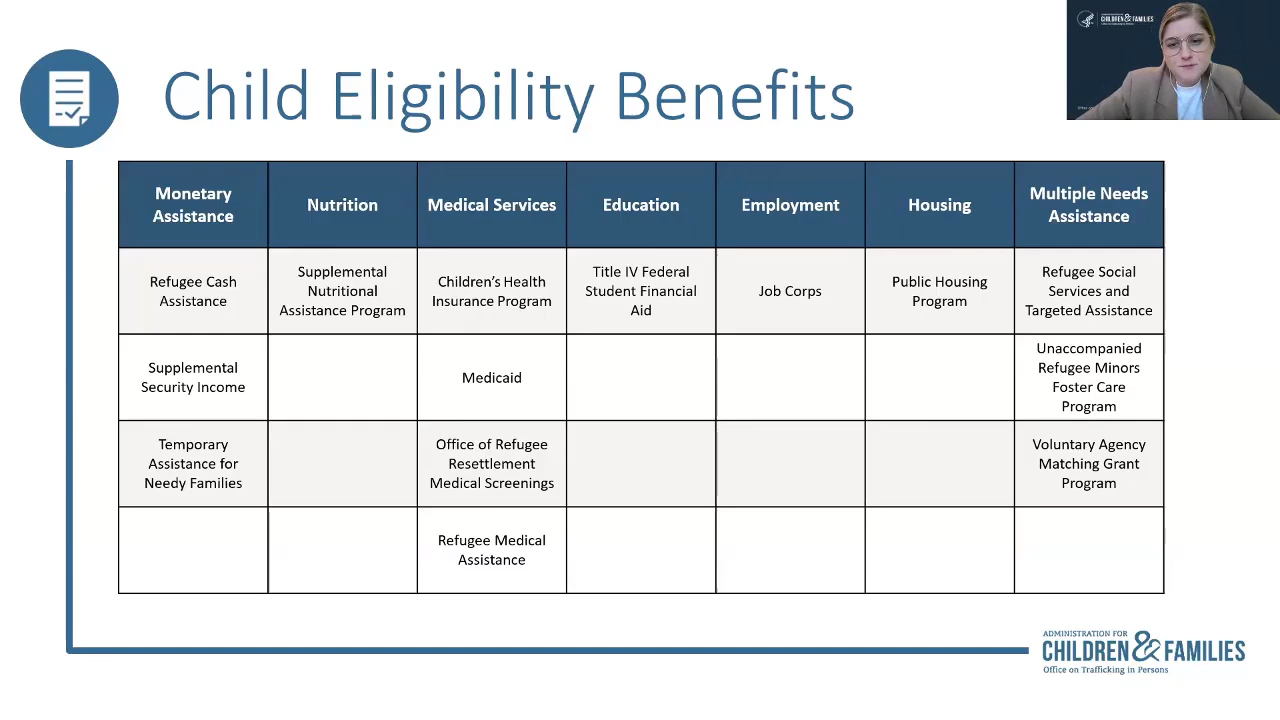 ADMINISTRATION FOR
CHILDREN & FAMILIES
Child Eligibility Benefits
Monetary
Assistance
Nutrition
Medical Services
Education
Employment
Housing
Multiple Needs
Assistance
Refugee Cash
Assistance
Supplemental
Nutritional
Assistance Program
Children's Health
Insurance Program
Title IV Federal
Student Financial
Aid
Job Corps
Public Housing
Program
Refugee Social
Services and
Targeted Assistance
Supplemental
Security Income
Medicaid
Unaccompanied
Refugee Minors
Foster Care
Program
Temporary
Assistance for
Needy Families
Office of Refugee
Resettlement
Medical Screenings
Voluntary Agency
Matching Grant
Program
Refugee Medical
Assistance
ADMINISTRATION FOR
CHILDREN & FAMILIES
Office on Trafficking in Persons